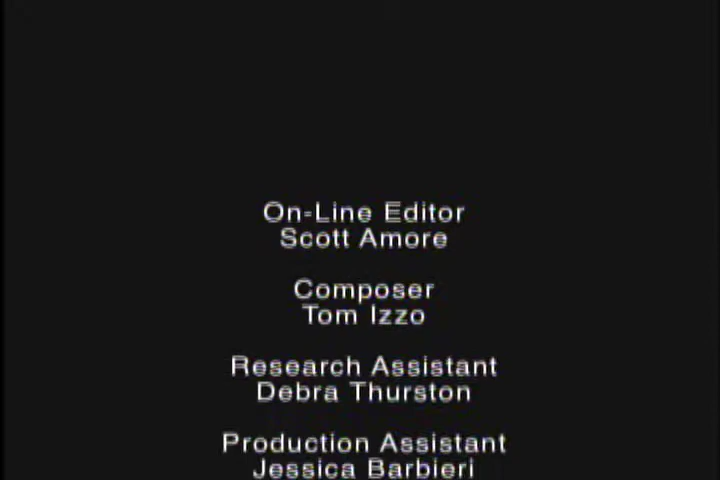 On-Line Editor
Scott Amore
Composer
Tom Izzo
Research Assistant
Debra Thurston
Production Assistant
Jessica Barbieri